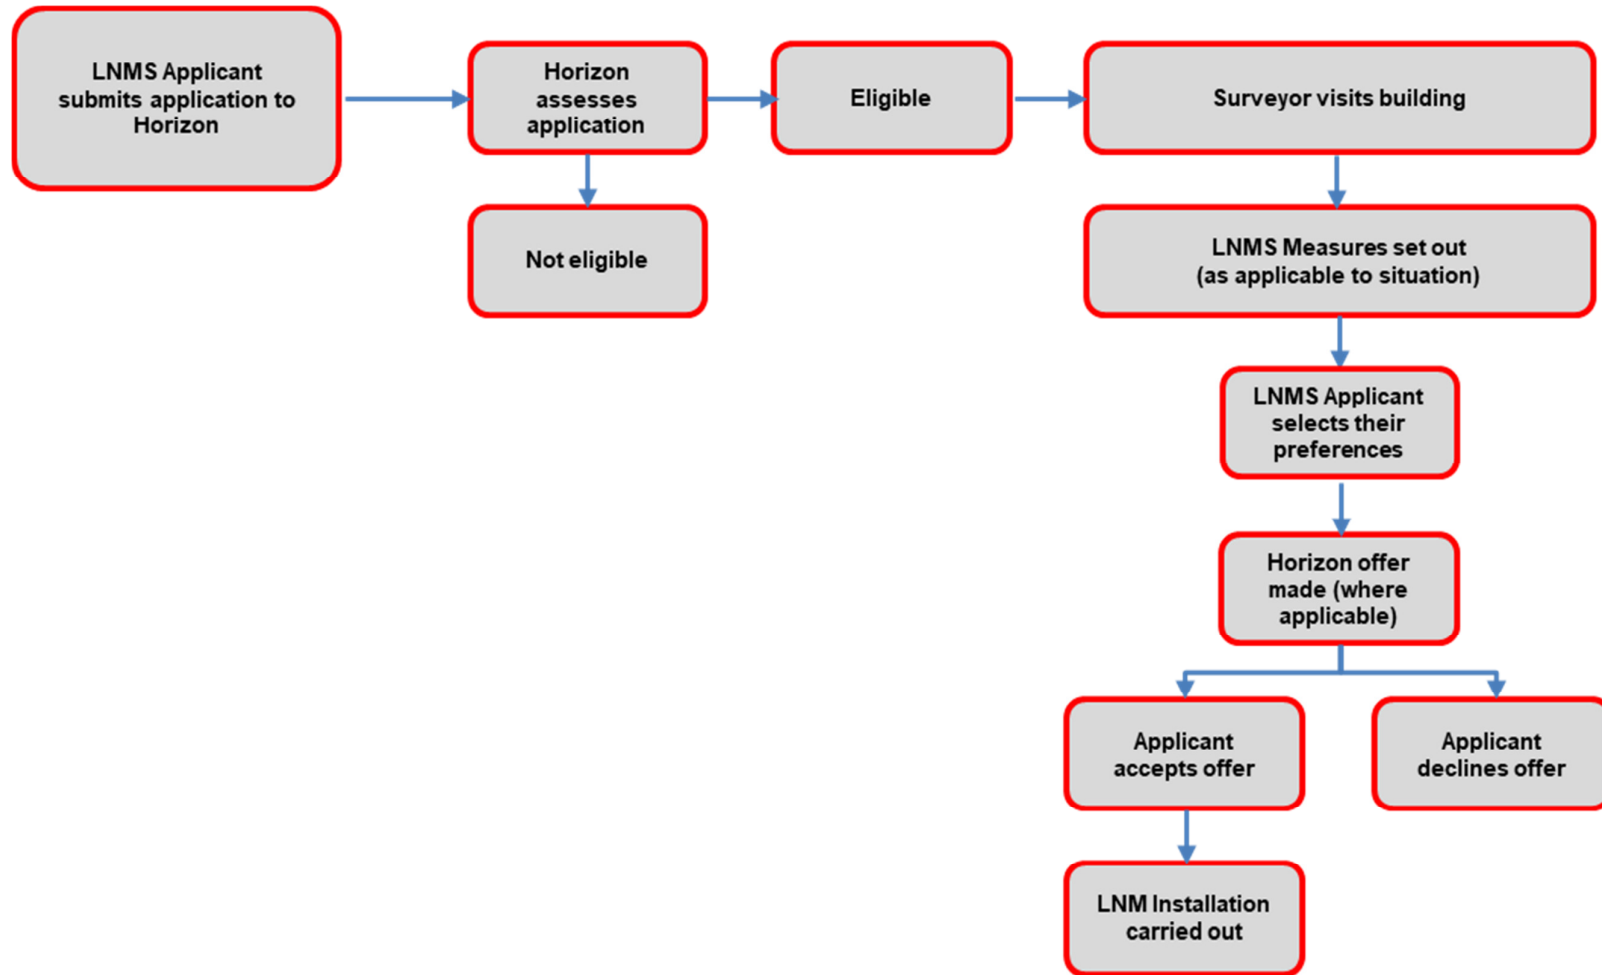 LNMS Applicant
submits application to
Horizon
Horizon
assesses
application
Eligible
Surveyor visits building
Not eligible
LNMS Measures set out
(as applicable to situation)
LNMS Applicant
selects their
preferences
Horizon offer
made (where
applicable)
Applicant
accepts offer
Applicant
declines offer
LNM Installation
carried out